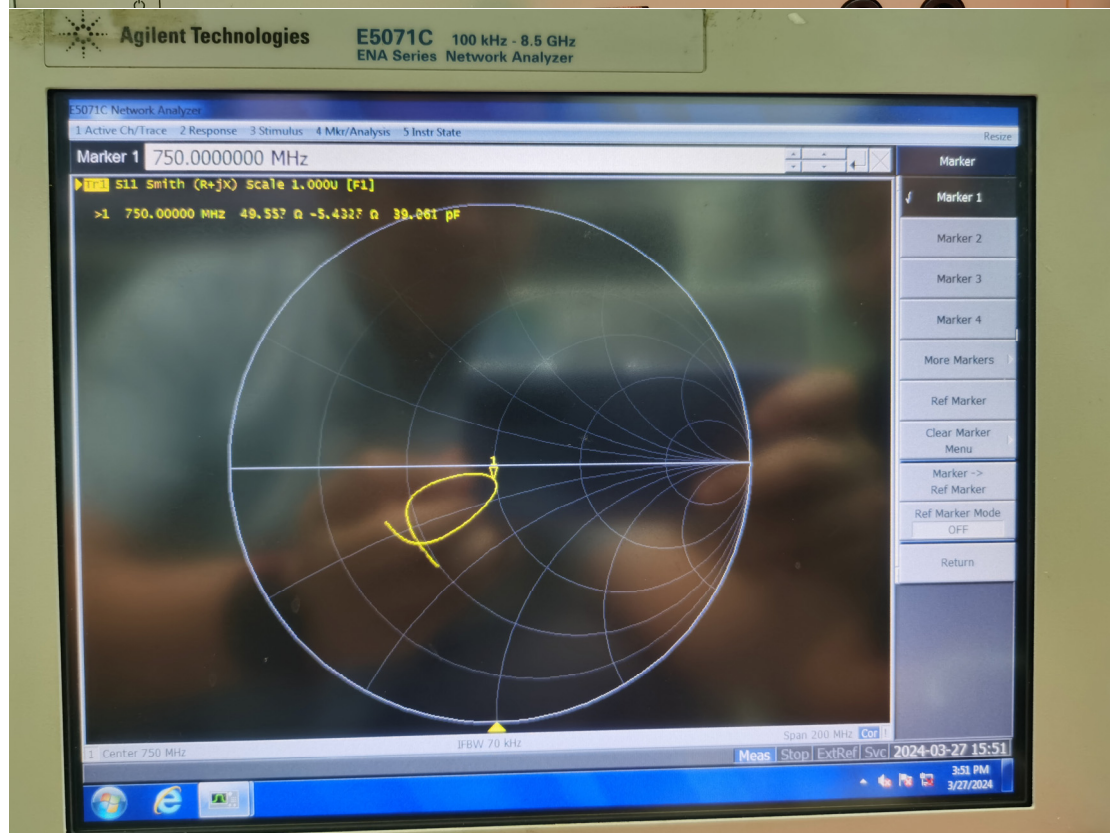 Agilent Technologies E5071C 100 kHz - 8.5 GHz
ENA Series Network Analyzer
E5071C Network Analyzer
1 Active Ch/Trace 2 Response 3 Stimulus 4 Mkr/Analysis 5 Instr State
Resize
Marker 1 750.0000000 MHz
Marker
Tr1 S11 Smith (R+jX) Scale 1.000U [F1]
>1 750.00000 MHz Ω Ω pF
Marker 1
Marker 2
Marker 3
Marker 4
More Markers
Ref Marker
Clear Marker
Menu
Marker ->
Ref Marker
Ref Marker Mode
OFF
Return
1
1 Center 750 MHz
IFBW 70 kHz
Span 200 MHz Cor !
Meas Stop ExtRef Svc 2024-03-27 15:51
3:51 PM
3/27/2024